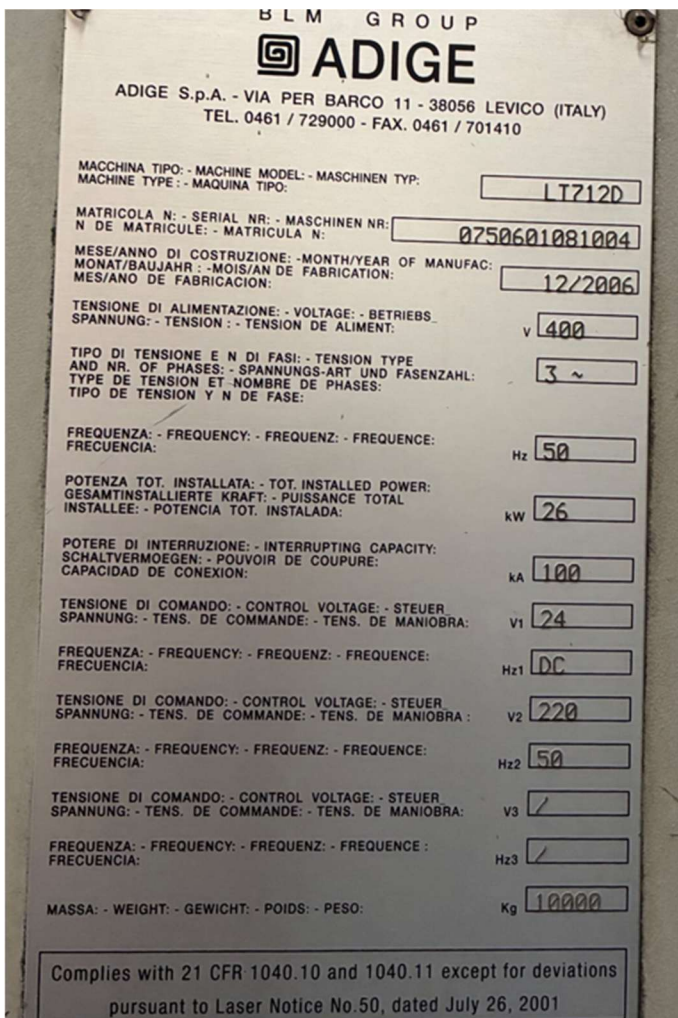 BLM GROUP
ADIGE
ADIGE S.p.A. - VIA PER BARCO 11 - 38056 LEVICO (ITALY)
TEL. 0461 / 729000 - FAX. 0461 / 701410
MACCHINA TIPO: - MACHINE MODEL: - MASCHINEN TYP:
MACHINE TYPE : - MAQUINA TIPO:
LT712D
MATRICOLA N: - SERIAL NR: - MASCHINEN NR:
N DE MATRICULE: - MATRICULA N:
0750601081004
MESE/ANNO DI COSTRUZIONE: -MONTH/YEAR OF MANUFAC:
MONAT/BAUJAHR : -MOIS/AN DE FABRICATION:
MES/ANO DE FABRICACION:
12/2006
TENSIONE DI ALIMENTAZIONE: - VOLTAGE: - BETRIEBS_
SPANNUNG: - TENSION : - TENSION DE ALIMENT:
V 400
TIPO DI TENSIONE E N DI FASI: - TENSION TYPE
AND NR. OF PHASES: - SPANNUNGS-ART UND FASENZAHL:
TYPE DE TENSION ET NOMBRE DE PHASES:
TIPO DE TENSION Y N DE FASE:
3 ~
FREQUENZA: - FREQUENCY: - FREQUENZ: - FREQUENCE:
FRECUENCIA:
Hz 50
POTENZA TOT. INSTALLATA: - TOT. INSTALLED POWER:
GESAMTINSTALLIERTE KRAFT: - PUISSANCE TOTAL
INSTALLEE: - POTENCIA TOT. INSTALADA:
kW 26
POTERE DI INTERRUZIONE: - INTERRUPTING CAPACITY:
SCHALTVERMOEGEN: - POUVOIR DE COUPURE:
CAPACIDAD DE CONEXION:
kA 100
TENSIONE DI COMANDO: - CONTROL VOLTAGE: - STEUER_
SPANNUNG: - TENS. DE COMMANDE: - TENS. DE MANIOBRA:
V1 24
FREQUENZA: - FREQUENCY: - FREQUENZ: - FREQUENCE:
FRECUENCIA:
Hz1 DC
TENSIONE DI COMANDO: - CONTROL VOLTAGE: - STEUER_
SPANNUNG: - TENS. DE COMMANDE: - TENS. DE MANIOBRA :
V2 220
FREQUENZA: - FREQUENCY: - FREQUENZ: - FREQUENCE:
FRECUENCIA:
Hz2 50
TENSIONE DI COMANDO: - CONTROL VOLTAGE: - STEUER_
SPANNUNG: - TENS. DE COMMANDE: - TENS. DE MANIOBRA:
V3 /
FREQUENZA: - FREQUENCY: - FREQUENZ: - FREQUENCE :
FRECUENCIA:
Hz3 /
MASSA: - WEIGHT: - GEWICHT: - POIDS: - PESO:
Kg 10000
Complies with 21 CFR 1040.10 and 1040.11 except for deviations
pursuant to Laser Notice No.50, dated July 26, 2001